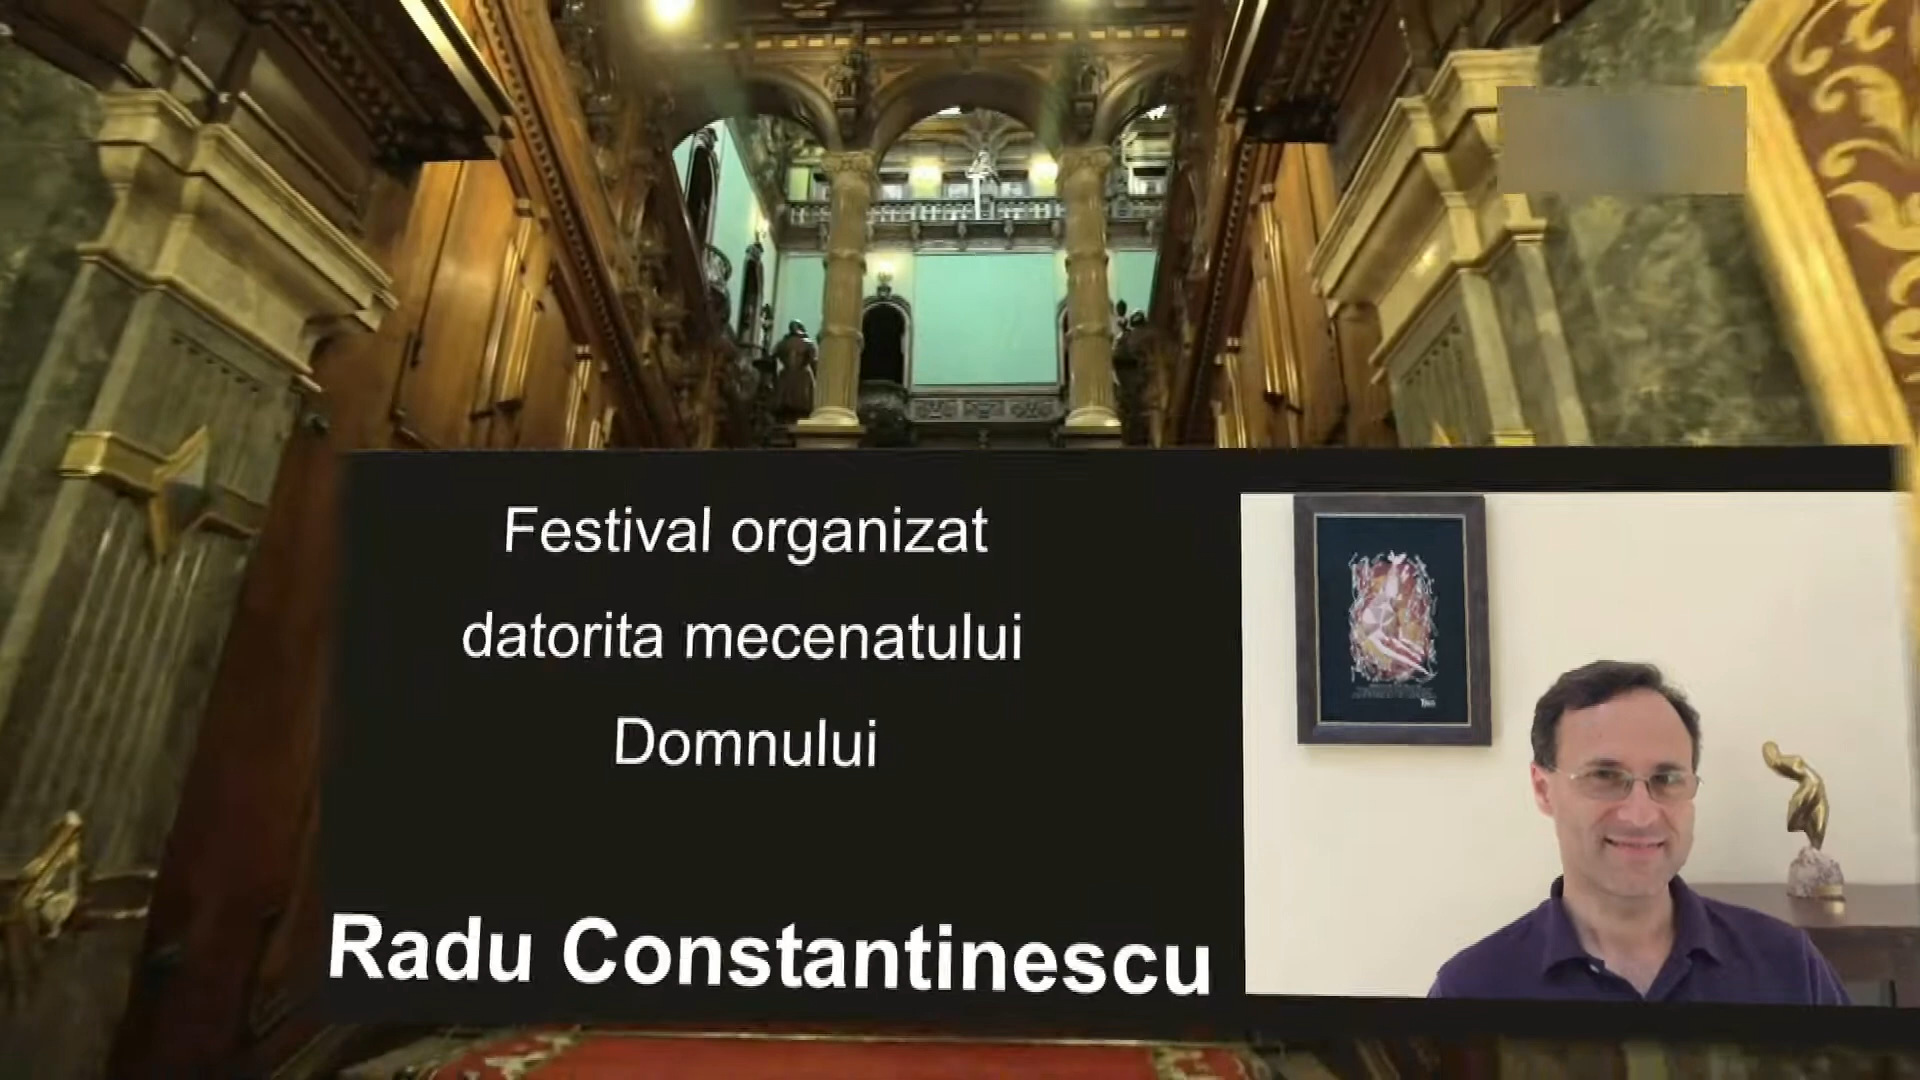 Festival organizat
datorita mecenatului
Domnului
Radu Constantinescu